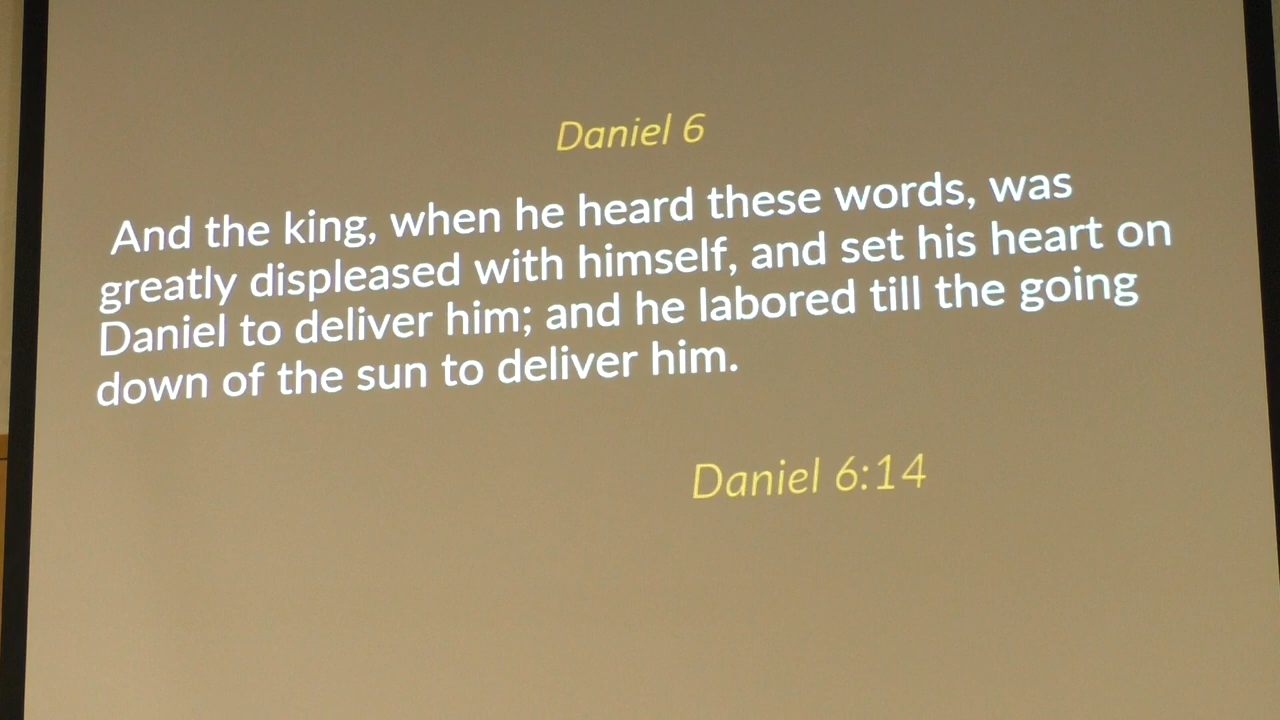 Daniel 6
And the king, when he heard these words, was
greatly displeased with himself, and set his heart on
Daniel to deliver him; and he labored till the going
down of the sun to deliver him.
Daniel 6:14